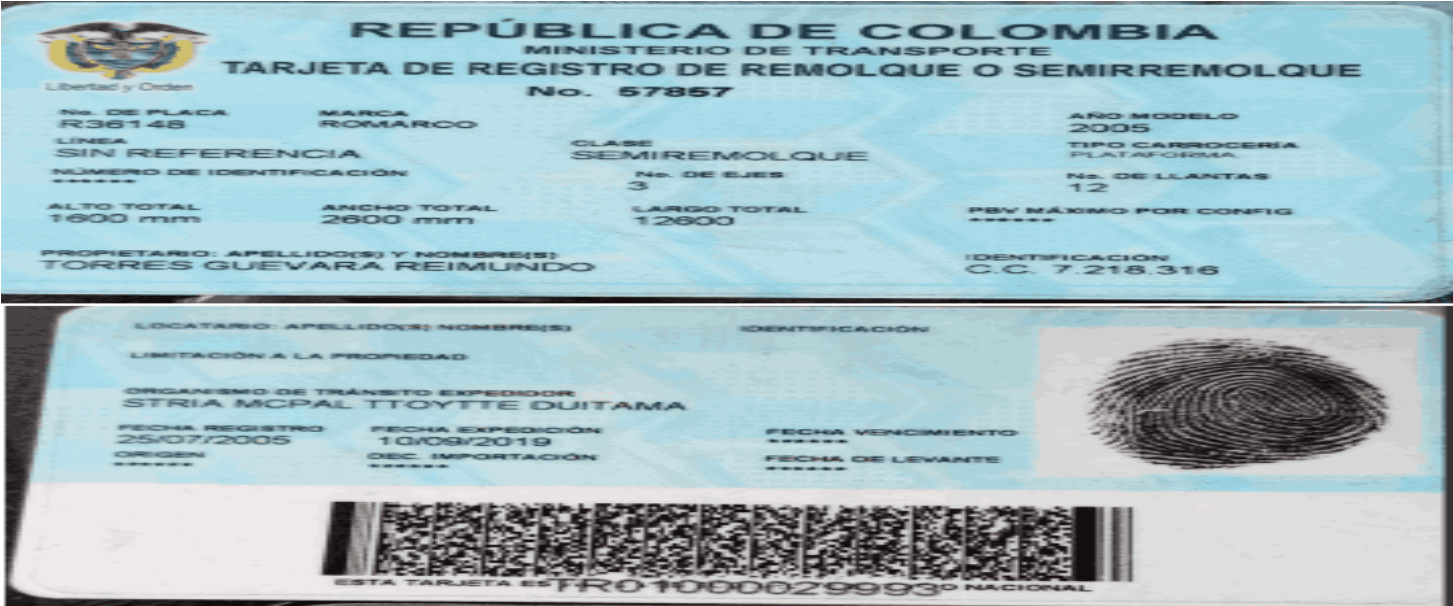 REPÚBLICA DE COLOMBIA
MINISTERIO DE TRANSPORTE
TARJETA DE REGISTRO DE REMOLQUE O SEMIRREMOLQUE
Libertad y Orden
No. 57857
No. DE PLACA MARCA AÑO MODELO
R36148 ROMARCO 2005
LÍNEA CLASE TIPO CARROCERÍA
SIN REFERENCIA SEMIREMOLQUE PLATAFORMA
NÚMERO DE IDENTIFICACIÓN No. DE EJES No. DE LLANTAS
****** 3 12
ALTO TOTAL ANCHO TOTAL LARGO TOTAL PBV MÁXIMO POR CONFIG
1600 mm 2600 mm 12600 ******
PROPIETARIO: APELLIDO(S) Y NOMBRE(S) IDENTIFICACIÓN
TORRES GUEVARA REIMUNDO C.C. 7.218.316
LOCATARIO: APELLIDO(S) NOMBRE(S) IDENTIFICACIÓN
LIMITACIÓN A LA PROPIEDAD
ORGANISMO DE TRÁNSITO EXPEDIDOR
STRIA MCPAL TTOYTTE DUITAMA
FECHA REGISTRO FECHA EXPEDICIÓN FECHA VENCIMIENTO
25/07/2005 10/09/2019 ******
ORIGEN DEC. IMPORTACIÓN FECHA DE LEVANTE
****** ****** ******
ESTA TARJETA ES TR01000029993 NACIONAL